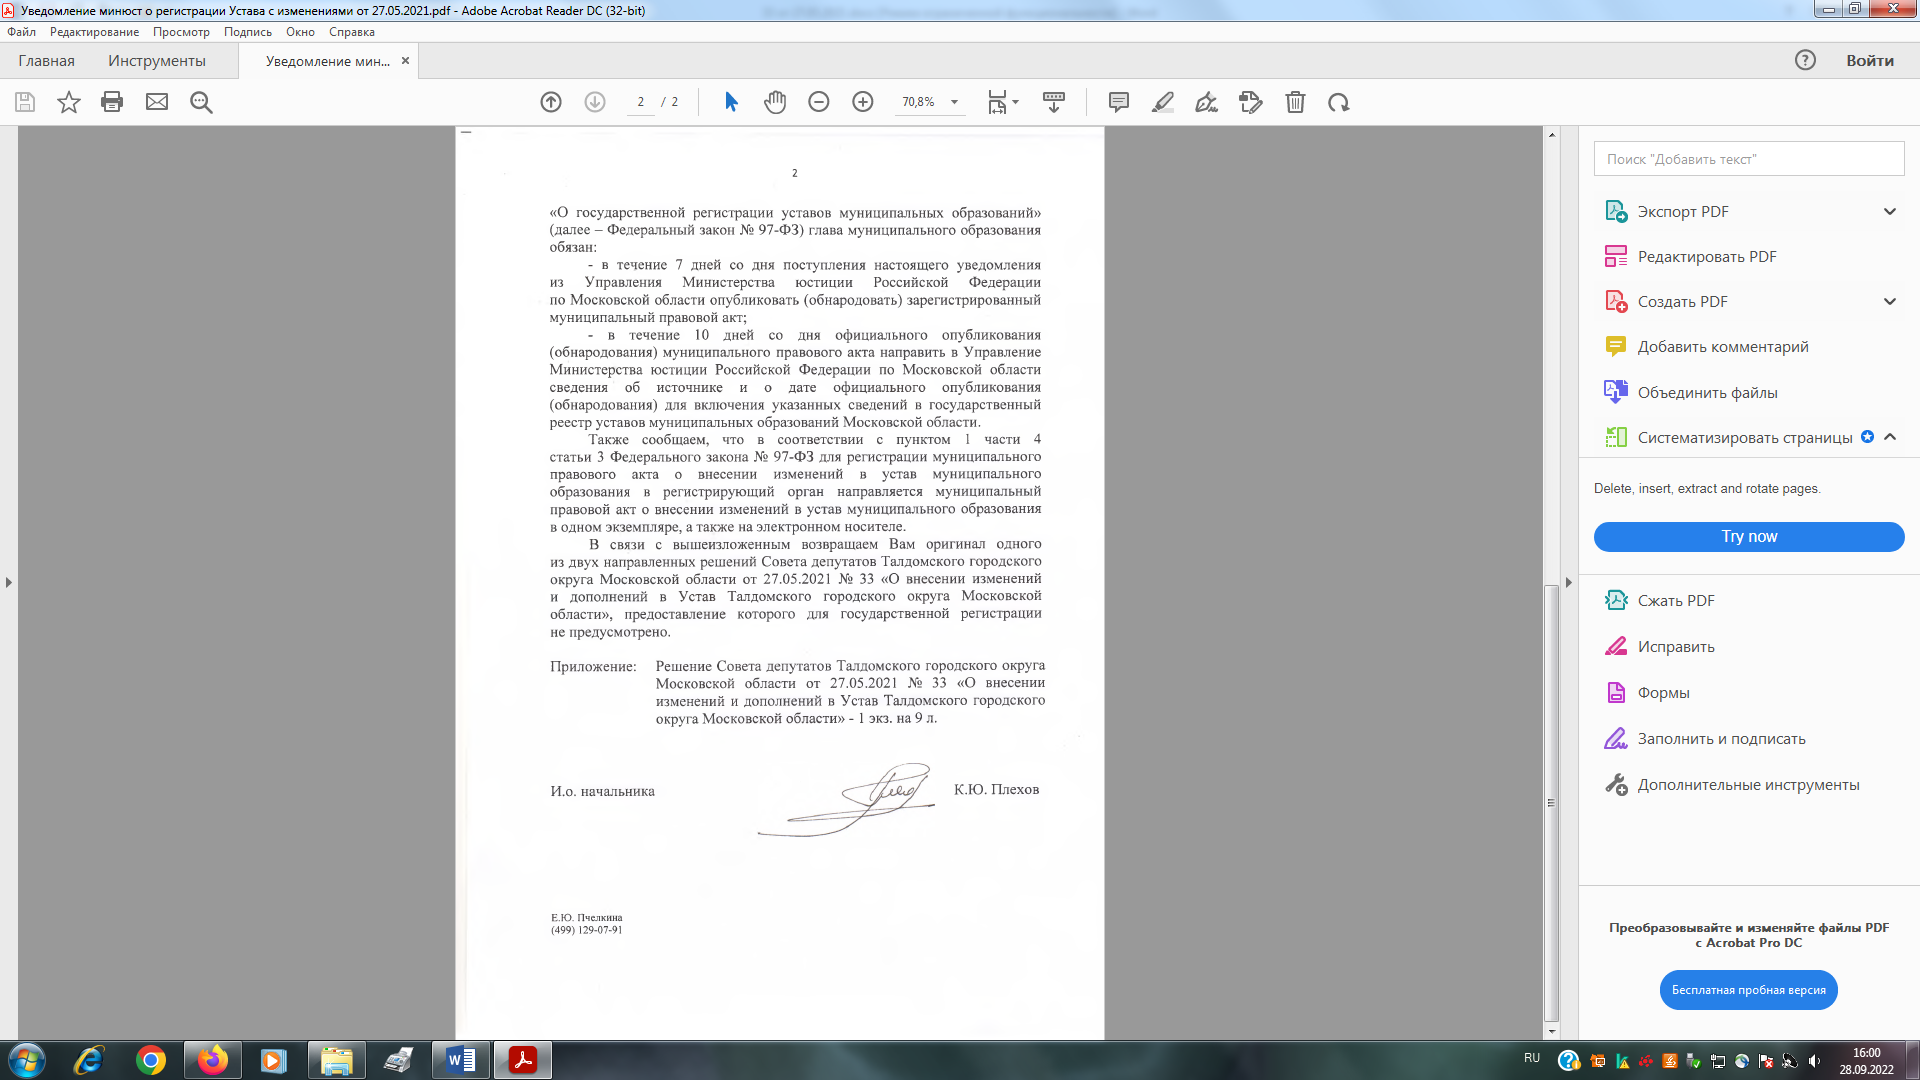 Уведомление минюст о регистрации Устава с изменениями от 27.05.2021.pdf - Adobe Acrobat Reader DC (32-bit)
Файл Редактирование Просмотр Подпись Окно Справка
Главная Инструменты Уведомление мин... Войти
2 / 2 70,8%
2
«О государственной регистрации уставов муниципальных образований»
(далее – Федеральный закон № 97-ФЗ) глава муниципального образования
обязан:
- в течение 7 дней со дня поступления настоящего уведомления
из Управления Министерства юстиции Российской Федерации
по Московской области опубликовать (обнародовать) зарегистрированный
муниципальный правовой акт;
- в течение 10 дней со дня официального опубликования
(обнародования) муниципального правового акта направить в Управление
Министерства юстиции Российской Федерации по Московской области
сведения об источнике и о дате официального опубликования
(обнародования) для включения указанных сведений в государственный
реестр уставов муниципальных образований Московской области.
Также сообщаем, что в соответствии с пунктом 1 части 4
статьи 3 Федерального закона № 97-ФЗ для регистрации муниципального
правового акта о внесении изменений в устав муниципального
образования в регистрирующий орган направляется муниципальный
правовой акт о внесении изменений в устав муниципального образования
в одном экземпляре, а также на электронном носителе.
В связи с вышеизложенным возвращаем Вам оригинал одного
из двух направленных решений Совета депутатов Талдомского городского
округа Московской области от 27.05.2021 № 33 «О внесении изменений
и дополнений в Устав Талдомского городского округа Московской
области», предоставление которого для государственной регистрации
не предусмотрено.
Приложение: Решение Совета депутатов Талдомского городского округа
Московской области от 27.05.2021 № 33 «О внесении
изменений и дополнений в Устав Талдомского городского
округа Московской области» - 1 экз. на 9 л.
И.о. начальника К.Ю. Плехов
Е.Ю. Пчелкина
(499) 129-07-91
Поиск "Добавить текст"
Экспорт PDF
Редактировать PDF
Создать PDF
Добавить комментарий
Объединить файлы
Систематизировать страницы
Delete, insert, extract and rotate pages.
Try now
Сжать PDF
Исправить
Формы
Заполнить и подписать
Дополнительные инструменты
Преобразовывайте и изменяйте файлы PDF
с Acrobat Pro DC
Бесплатная пробная версия
RU
16:00
28.09.2022